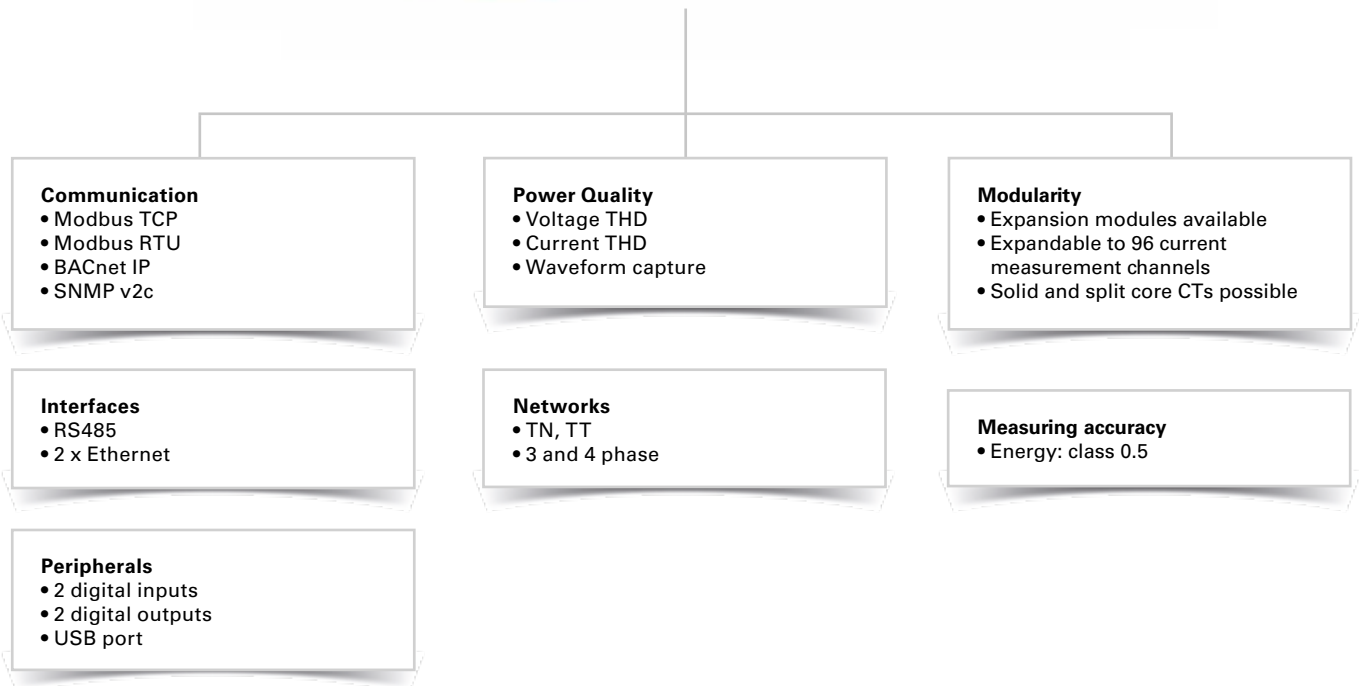 Communication
• Modbus TCP
• Modbus RTU
• BACnet IP
• SNMP v2c
Interfaces
• RS485
• 2 x Ethernet
Peripherals
• 2 digital inputs
• 2 digital outputs
• USB port
Power Quality
• Voltage THD
• Current THD
• Waveform capture
Networks
• TN, TT
• 3 and 4 phase
Modularity
• Expansion modules available
• Expandable to 96 current
measurement channels
• Solid and split core CTs possible
Measuring accuracy
• Energy: class 0.5